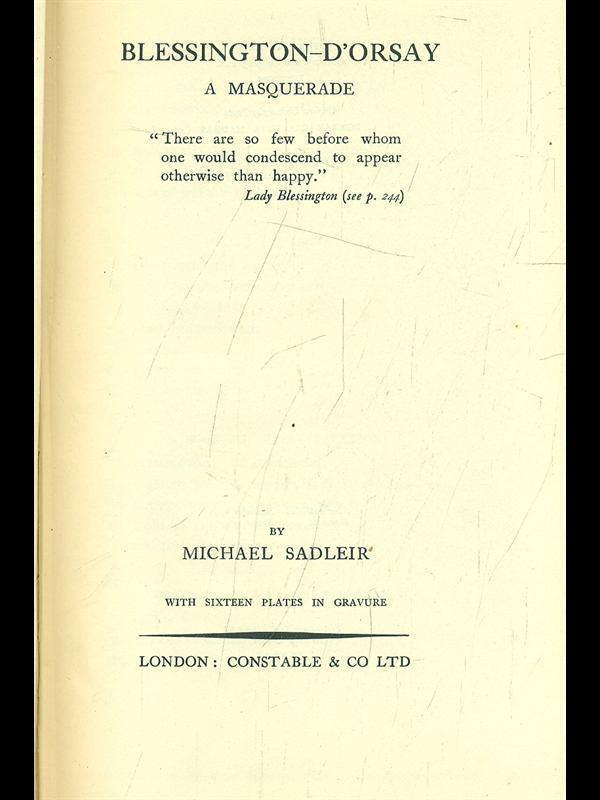 BLESSINGTON–D'ORSAY
A MASQUERADE
“There are so few before whom
one would condescend to appear
otherwise than happy.”
Lady Blessington (see p. 244)
BY
MICHAEL SADLEIR
WITH SIXTEEN PLATES IN GRAVURE
LONDON: CONSTABLE & CO LTD